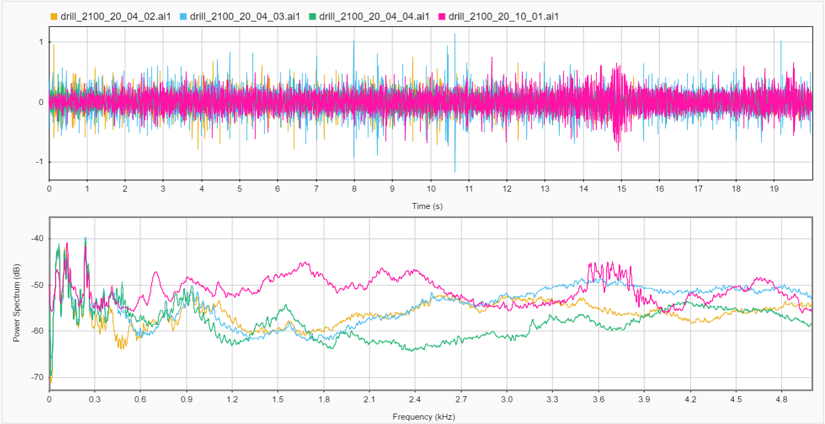 drill_2100_20_04_02.ai1 drill_2100_20_04_03.ai1 drill_2100_20_04_04.ai1 drill_2100_20_10_01.ai1
1
0
-1
0 1 2 3 4 5 6 7 8 9 10 11 12 13 14 15 16 17 18 19
Time (s)
Power Spectrum (dB)
-40
-50
-60
-70
0 0.3 0.6 0.9 1.2 1.5 1.8 2.1 2.4 2.7 3.0 3.3 3.6 3.9 4.2 4.5 4.8
Frequency (kHz)